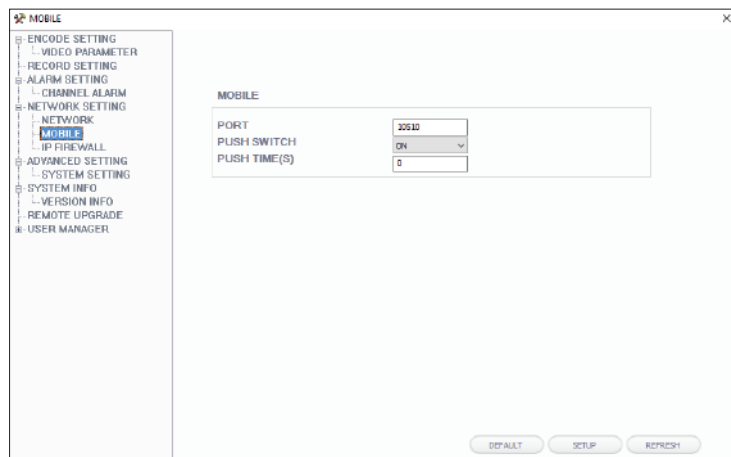 MOBILE
ENCODE SETTING
VIDEO PARAMETER
RECORD SETTING
ALARM SETTING
CHANNEL ALARM
NETWORK SETTING
NETWORK
MOBILE
IP FIREWALL
ADVANCED SETTING
SYSTEM SETTING
SYSTEM INFO
VERSION INFO
REMOTE UPGRADE
USER MANAGER
MOBILE
PORT 10510
PUSH SWITCH ON
PUSH TIME(S) 0
DEFAULT SETUP REFRESH